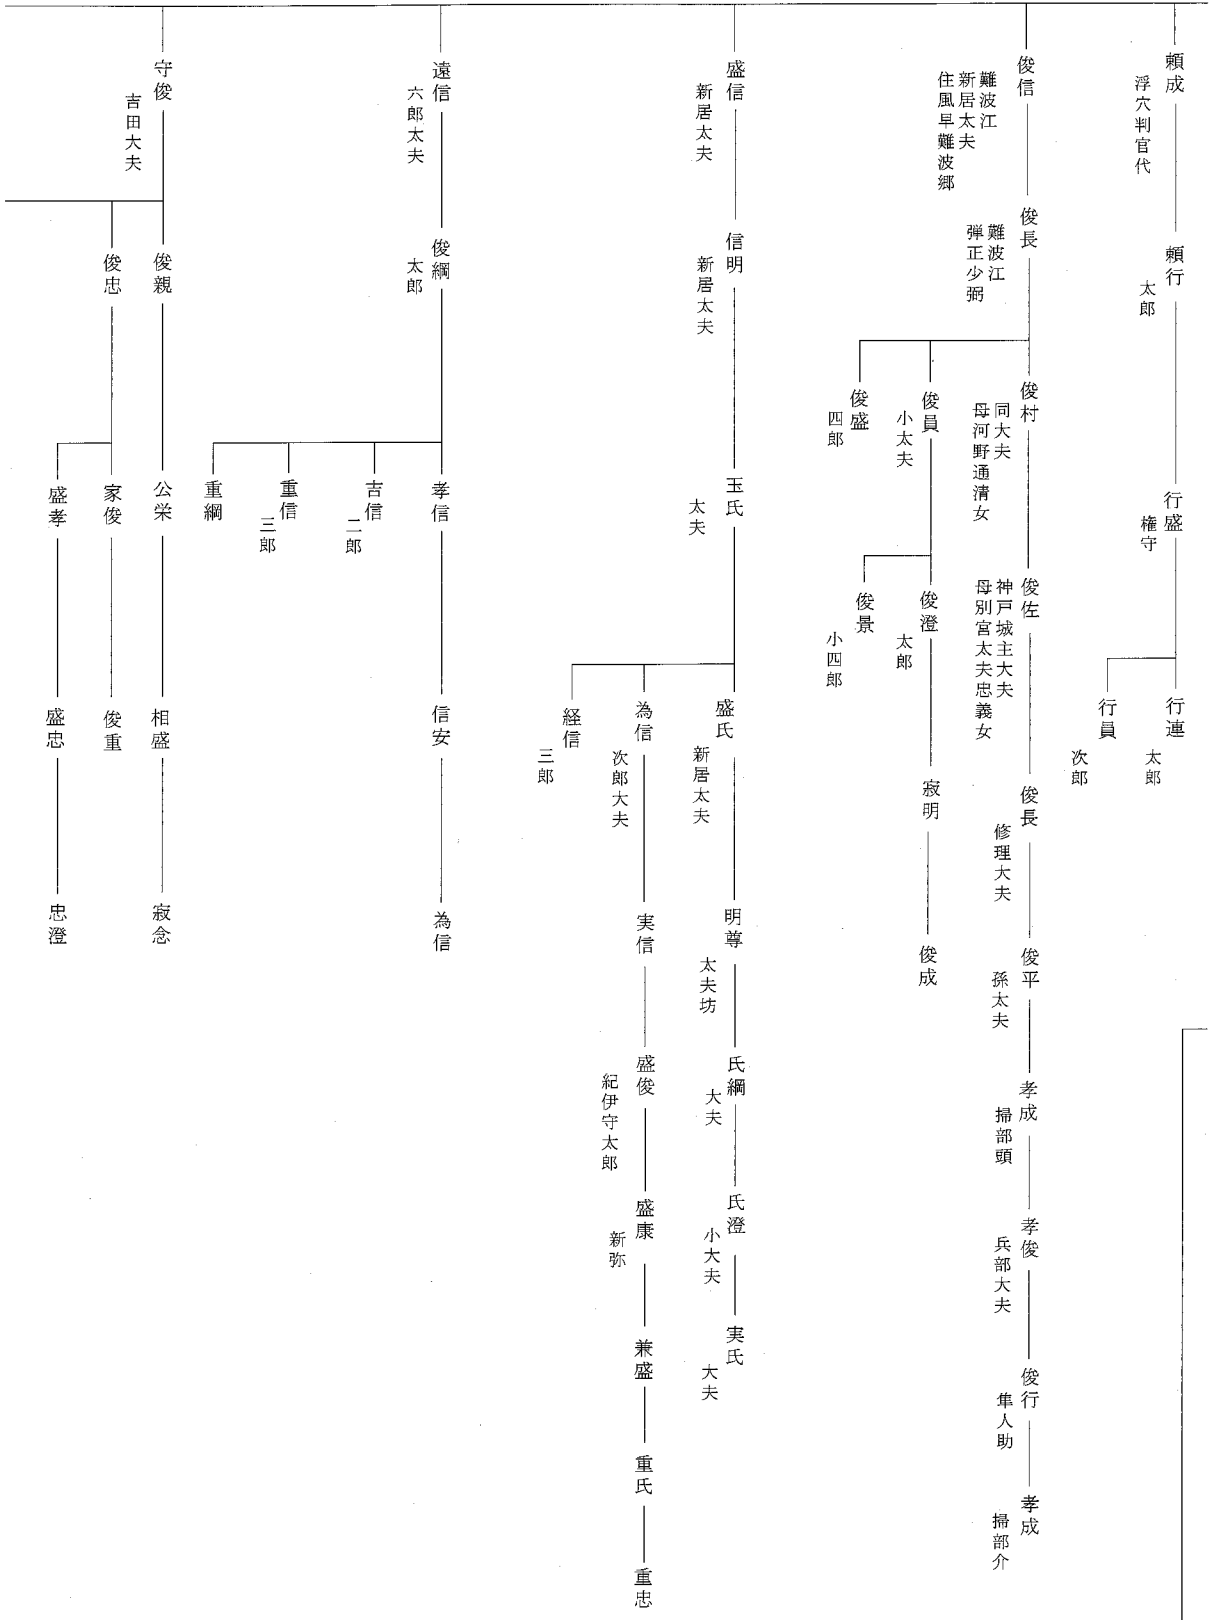 頼成
浮穴判官代
頼行
太郎
行盛
権守
行連
太郎
行員
次郎
俊信
難波江
新居太夫
住風早難波郷
俊長
難波江
弾正少弼
俊村
同大夫
母河野通清女
俊佐
神戸城主大夫
母別宮太夫忠義女
俊長
修理大夫
俊平
孫太夫
孝成
掃部頭
孝俊
兵部大夫
俊行
隼人助
孝成
掃部介
俊員
小太夫
俊澄
太郎
寂明
俊成
俊景
小四郎
俊盛
四郎
盛信
新居太夫
信明
新居太夫
玉氏
太夫
盛氏
新居太夫
明尊
太夫坊
氏綱
大夫
氏澄
小大夫
実氏
大夫
為信
次郎大夫
実信
盛俊
紀伊守太郎
盛康
新弥
兼盛
重氏
重忠
経信
三郎
遠信
六郎太夫
俊綱
太郎
孝信
信安
為信
吉信
二郎
重信
三郎
重綱
守俊
吉田大夫
俊親
公栄
相盛
寂念
俊忠
家俊
俊重
盛孝
盛忠
忠澄